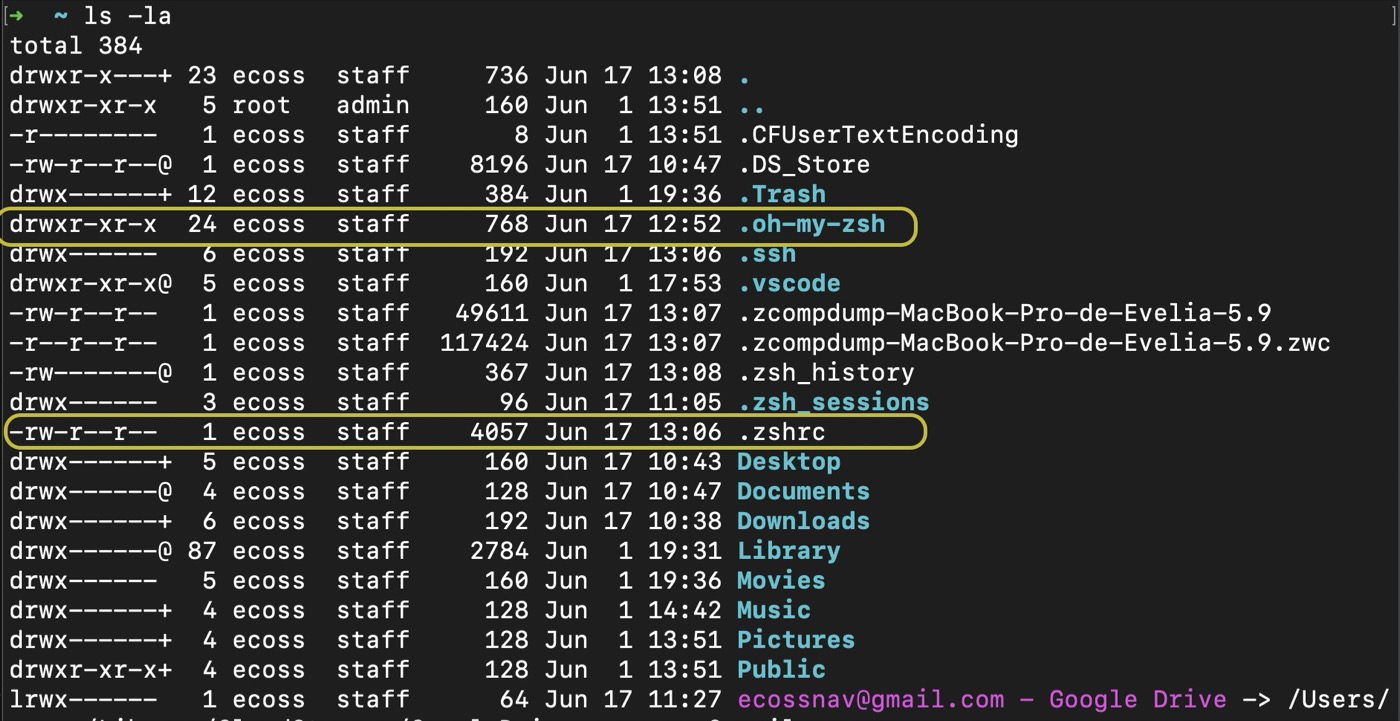 [➜  ~ ls -la ]
total 384
drwxr-x---+ 23 ecoss  staff     736 Jun 17 13:08 .
drwxr-xr-x   5 root   admin     160 Jun  1 13:51 ..
-r--------   1 ecoss  staff       8 Jun  1 13:51 .CFUserTextEncoding
-rw-r--r--@  1 ecoss  staff    8196 Jun 17 10:47 .DS_Store
drwx------+ 12 ecoss  staff     384 Jun  1 19:36 .Trash
drwxr-xr-x  24 ecoss  staff     768 Jun 17 12:52 .oh-my-zsh
drwx------   6 ecoss  staff     192 Jun 17 13:06 .ssh
drwxr-xr-x@  5 ecoss  staff     160 Jun  1 17:53 .vscode
-rw-r--r--   1 ecoss  staff   49611 Jun 17 13:07 .zcompdump-MacBook-Pro-de-Evelia-5.9
-r--r--r--   1 ecoss  staff  117424 Jun 17 13:07 .zcompdump-MacBook-Pro-de-Evelia-5.9.zwc
-rw-------@  1 ecoss  staff     367 Jun 17 13:08 .zsh_history
drwx------   3 ecoss  staff      96 Jun 17 11:05 .zsh_sessions
-rw-r--r--   1 ecoss  staff    4057 Jun 17 13:06 .zshrc
drwx------+  5 ecoss  staff     160 Jun 17 10:43 Desktop
drwx------@  4 ecoss  staff     128 Jun 17 10:47 Documents
drwx------+  6 ecoss  staff     192 Jun 17 10:38 Downloads
drwx------@ 87 ecoss  staff    2784 Jun  1 19:31 Library
drwx------   5 ecoss  staff     160 Jun  1 19:36 Movies
drwx------+  4 ecoss  staff     128 Jun  1 14:42 Music
drwx------+  4 ecoss  staff     128 Jun  1 13:51 Pictures
drwxr-xr-x+  4 ecoss  staff     128 Jun  1 13:51 Public
lrwx------   1 ecoss  staff      64 Jun 17 11:27 ecossnav@gmail.com - Google Drive -> /Users/